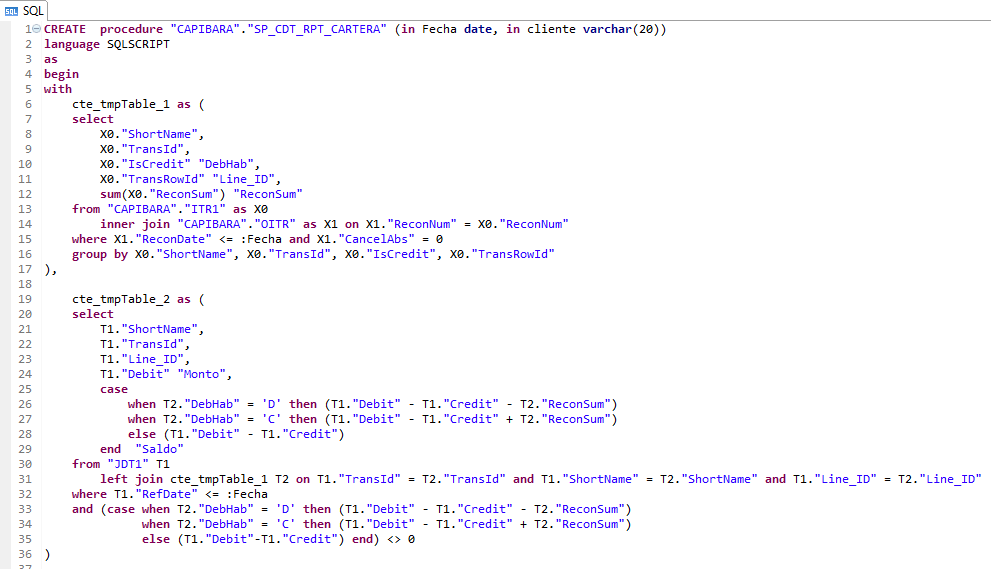 SQL
1 CREATE  procedure "CAPIBARA"."SP_CDT_RPT_CARTERA" (in Fecha date, in cliente varchar(20))
2 language SQLSCRIPT
3 as
4 begin
5 with
6     cte_tmpTable_1 as (
7     select
8         X0."ShortName",
9         X0."TransId",
10         X0."IsCredit" "DebHab",
11         X0."TransRowId" "Line_ID",
12         sum(X0."ReconSum") "ReconSum"
13     from "CAPIBARA"."ITR1" as X0
14         inner join "CAPIBARA"."OITR" as X1 on X1."ReconNum" = X0."ReconNum"
15     where X1."ReconDate" <= :Fecha and X1."CancelAbs" = 0
16     group by X0."ShortName", X0."TransId", X0."IsCredit", X0."TransRowId"
17 ),
18
19     cte_tmpTable_2 as (
20     select
21         T1."ShortName",
22         T1."TransId",
23         T1."Line_ID",
24         T1."Debit" "Monto",
25         case
26             when T2."DebHab" = 'D' then (T1."Debit" - T1."Credit" - T2."ReconSum")
27             when T2."DebHab" = 'C' then (T1."Debit" - T1."Credit" + T2."ReconSum")
28             else (T1."Debit" - T1."Credit")
29         end  "Saldo"
30     from "JDT1" T1
31         left join cte_tmpTable_1 T2 on T1."TransId" = T2."TransId" and T1."ShortName" = T2."ShortName" and T1."Line_ID" = T2."Line_ID"
32     where T1."RefDate" <= :Fecha
33     and (case when T2."DebHab" = 'D' then (T1."Debit" - T1."Credit" - T2."ReconSum")
34               when T2."DebHab" = 'C' then (T1."Debit" - T1."Credit" + T2."ReconSum")
35               else (T1."Debit"-T1."Credit") end) <> 0
36 )
37